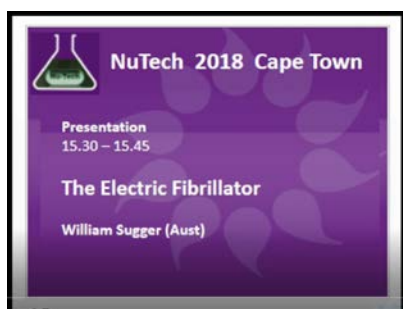 NuTech 2018 Cape Town
Presentation
15.30 – 15.45
The Electric Fibrillator
William Sugger (Aust)